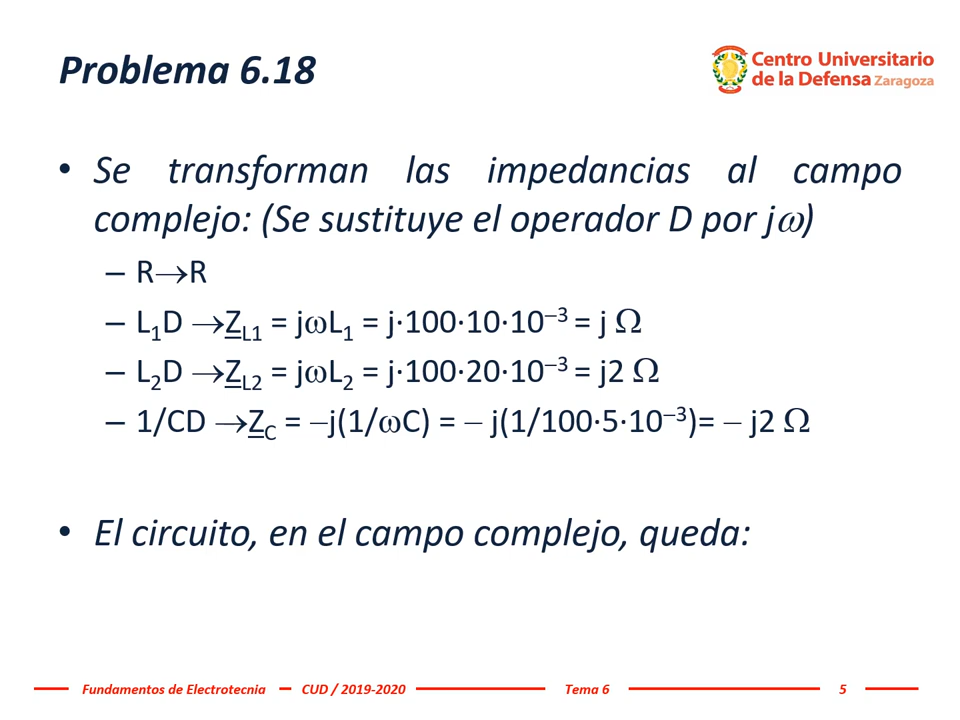 Problema 6.18
Centro Universitario
de la Defensa Zaragoza
• Se transforman las impedancias al campo
complejo: (Se sustituye el operador D por jω)
– R→R
– L₁D →Z_L1 = jωL₁ = j·100·10·10⁻³ = j Ω
– L₂D →Z_L2 = jωL₂ = j·100·20·10⁻³ = j2 Ω
– 1/CD →Z_C = –j(1/ωC) = – j(1/100·5·10⁻³)= – j2 Ω
• El circuito, en el campo complejo, queda:
Fundamentos de Electrotecnia – CUD / 2019-2020 Tema 6 5